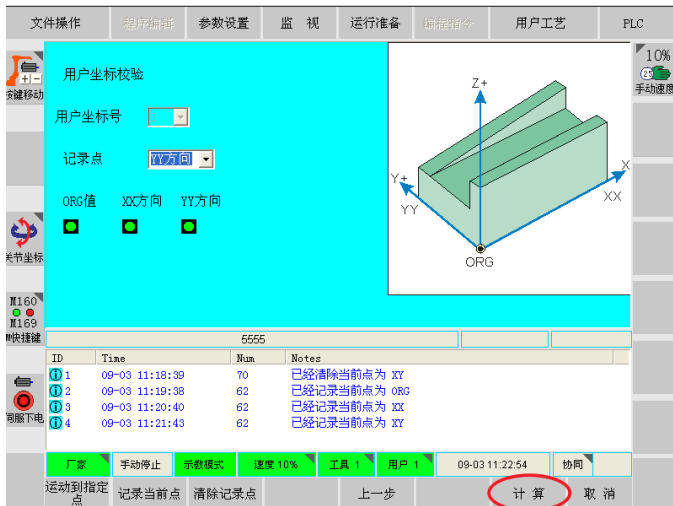 文件操作 程序编辑 参数设置 监 视 运行准备 编程指令 用户工艺 PLC
10%
手动速度
按键移动
用户坐标校验
用户坐标号 1
记录点 YY方向
ORG值 XX方向 YY方向
Z+
Y+
YY
X
XX
ORG
关节坐标
M160
M169
快捷键
5555
ID Time Num Notes
1 09-03 11:18:39 70 已经清除当前点为 XY
2 09-03 11:19:38 62 已经记录当前点为 ORG
3 09-03 11:20:40 62 已经记录当前点为 XX
4 09-03 11:21:43 62 已经记录当前点为 XY
伺服下电
厂家 手动停止 示教模式 速度 10% 工具 1 用户 1 09-03 11:22:54 协同
运动到指定点 记录当前点 清除记录点 上一步 计 算 取 消